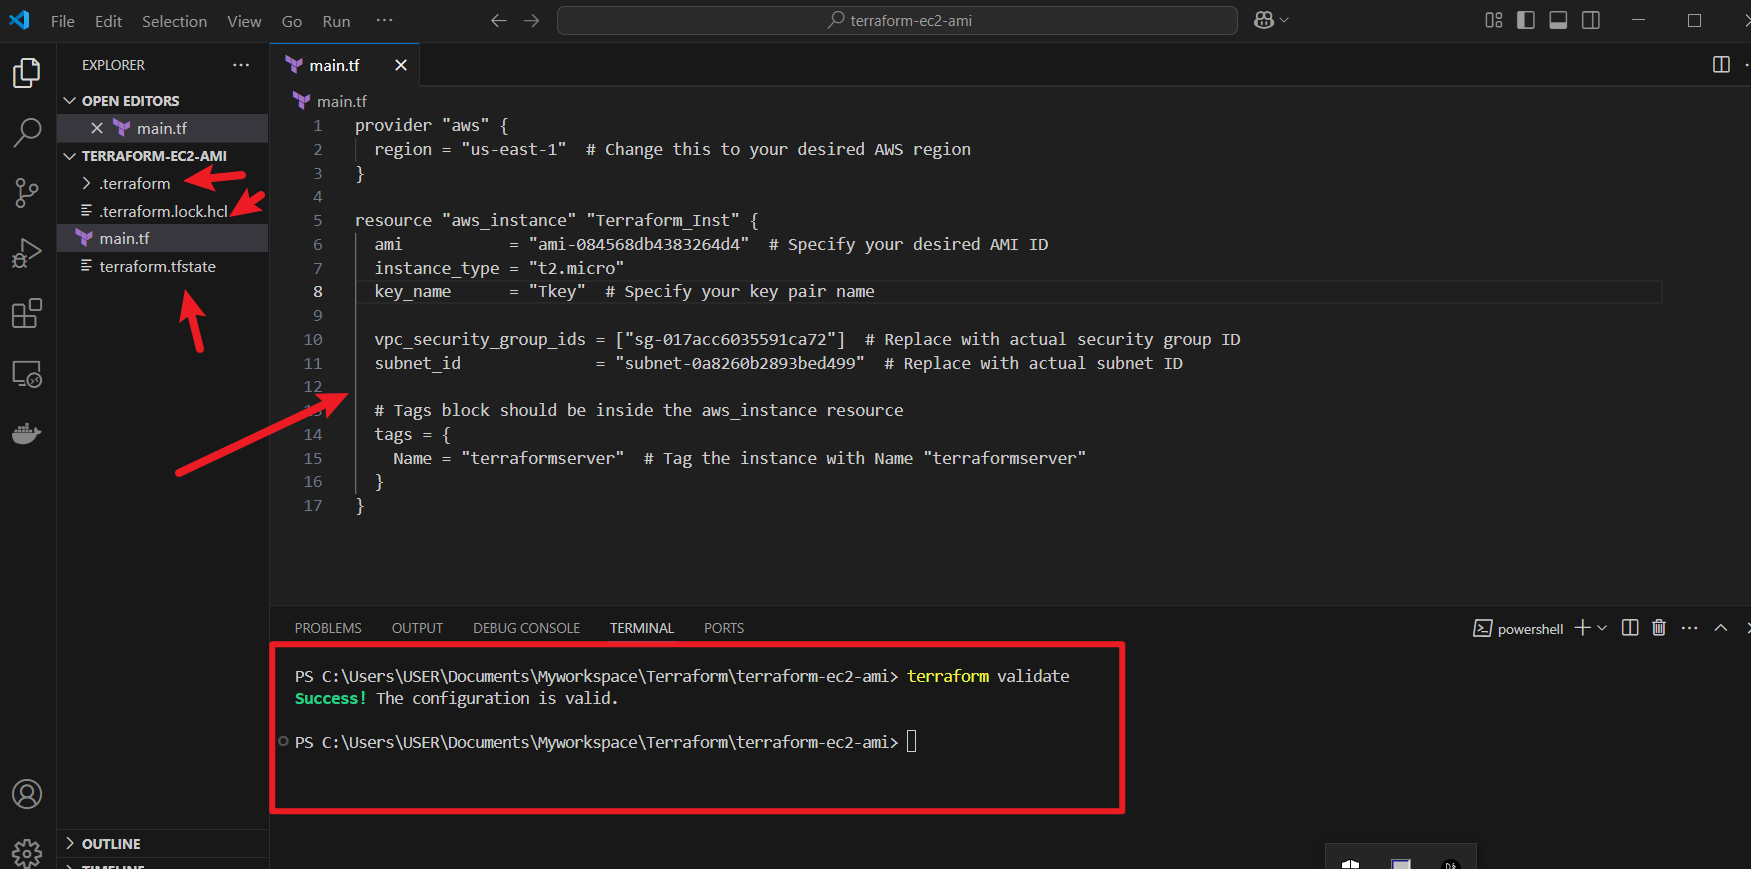 File Edit Selection View Go Run ···
terraform-ec2-ami
EXPLORER
OPEN EDITORS
main.tf
TERRAFORM-EC2-AMI
.terraform
.terraform.lock.hcl
main.tf
terraform.tfstate
OUTLINE
TIMELINE
main.tf
main.tf
1 provider "aws" {
2 region = "us-east-1" # Change this to your desired AWS region
3 }
4
5 resource "aws_instance" "Terraform_Inst" {
6 ami = "ami-084568db4383264d4" # Specify your desired AMI ID
7 instance_type = "t2.micro"
8 key_name = "Tkey" # Specify your key pair name
9
10 vpc_security_group_ids = ["sg-017acc6035591ca72"] # Replace with actual security group ID
11 subnet_id = "subnet-0a8260b2893bed499" # Replace with actual subnet ID
12
13 # Tags block should be inside the aws_instance resource
14 tags = {
15 Name = "terraformserver" # Tag the instance with Name "terraformserver"
16 }
17 }
PROBLEMS OUTPUT DEBUG CONSOLE TERMINAL PORTS
powershell
PS C:\Users\USER\Documents\Myworkspace\Terraform\terraform-ec2-ami> terraform validate
Success! The configuration is valid.
PS C:\Users\USER\Documents\Myworkspace\Terraform\terraform-ec2-ami>